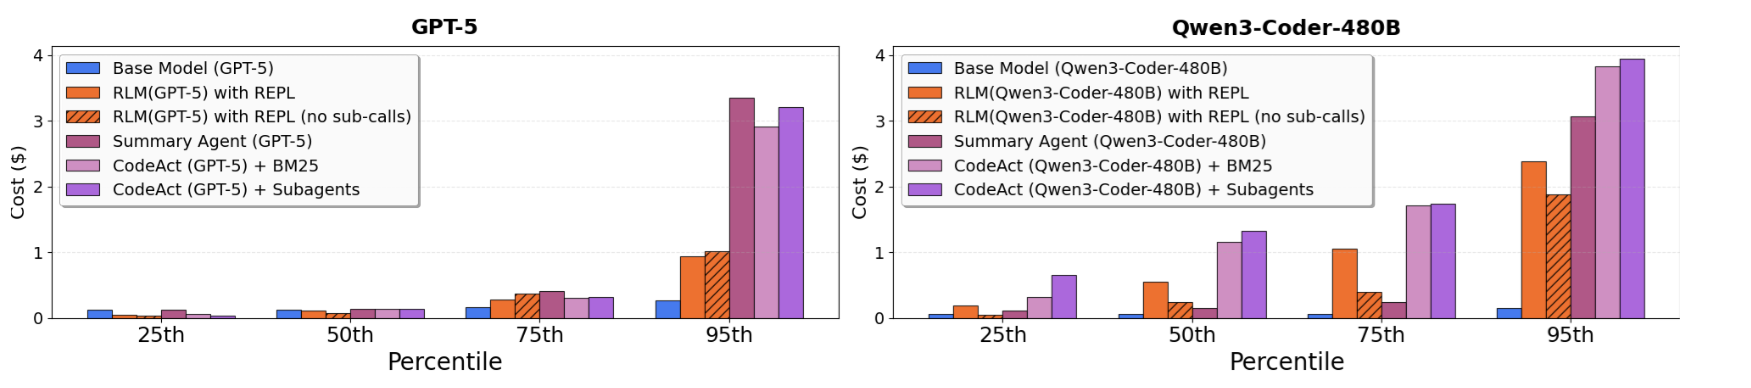 GPT-5
Cost ($)
4
3
2
1
0
Base Model (GPT-5)
RLM(GPT-5) with REPL
RLM(GPT-5) with REPL (no sub-calls)
Summary Agent (GPT-5)
CodeAct (GPT-5) + BM25
CodeAct (GPT-5) + Subagents
25th
50th
75th
95th
Percentile
Qwen3-Coder-480B
Cost ($)
4
3
2
1
0
Base Model (Qwen3-Coder-480B)
RLM(Qwen3-Coder-480B) with REPL
RLM(Qwen3-Coder-480B) with REPL (no sub-calls)
Summary Agent (Qwen3-Coder-480B)
CodeAct (Qwen3-Coder-480B) + BM25
CodeAct (Qwen3-Coder-480B) + Subagents
25th
50th
75th
95th
Percentile